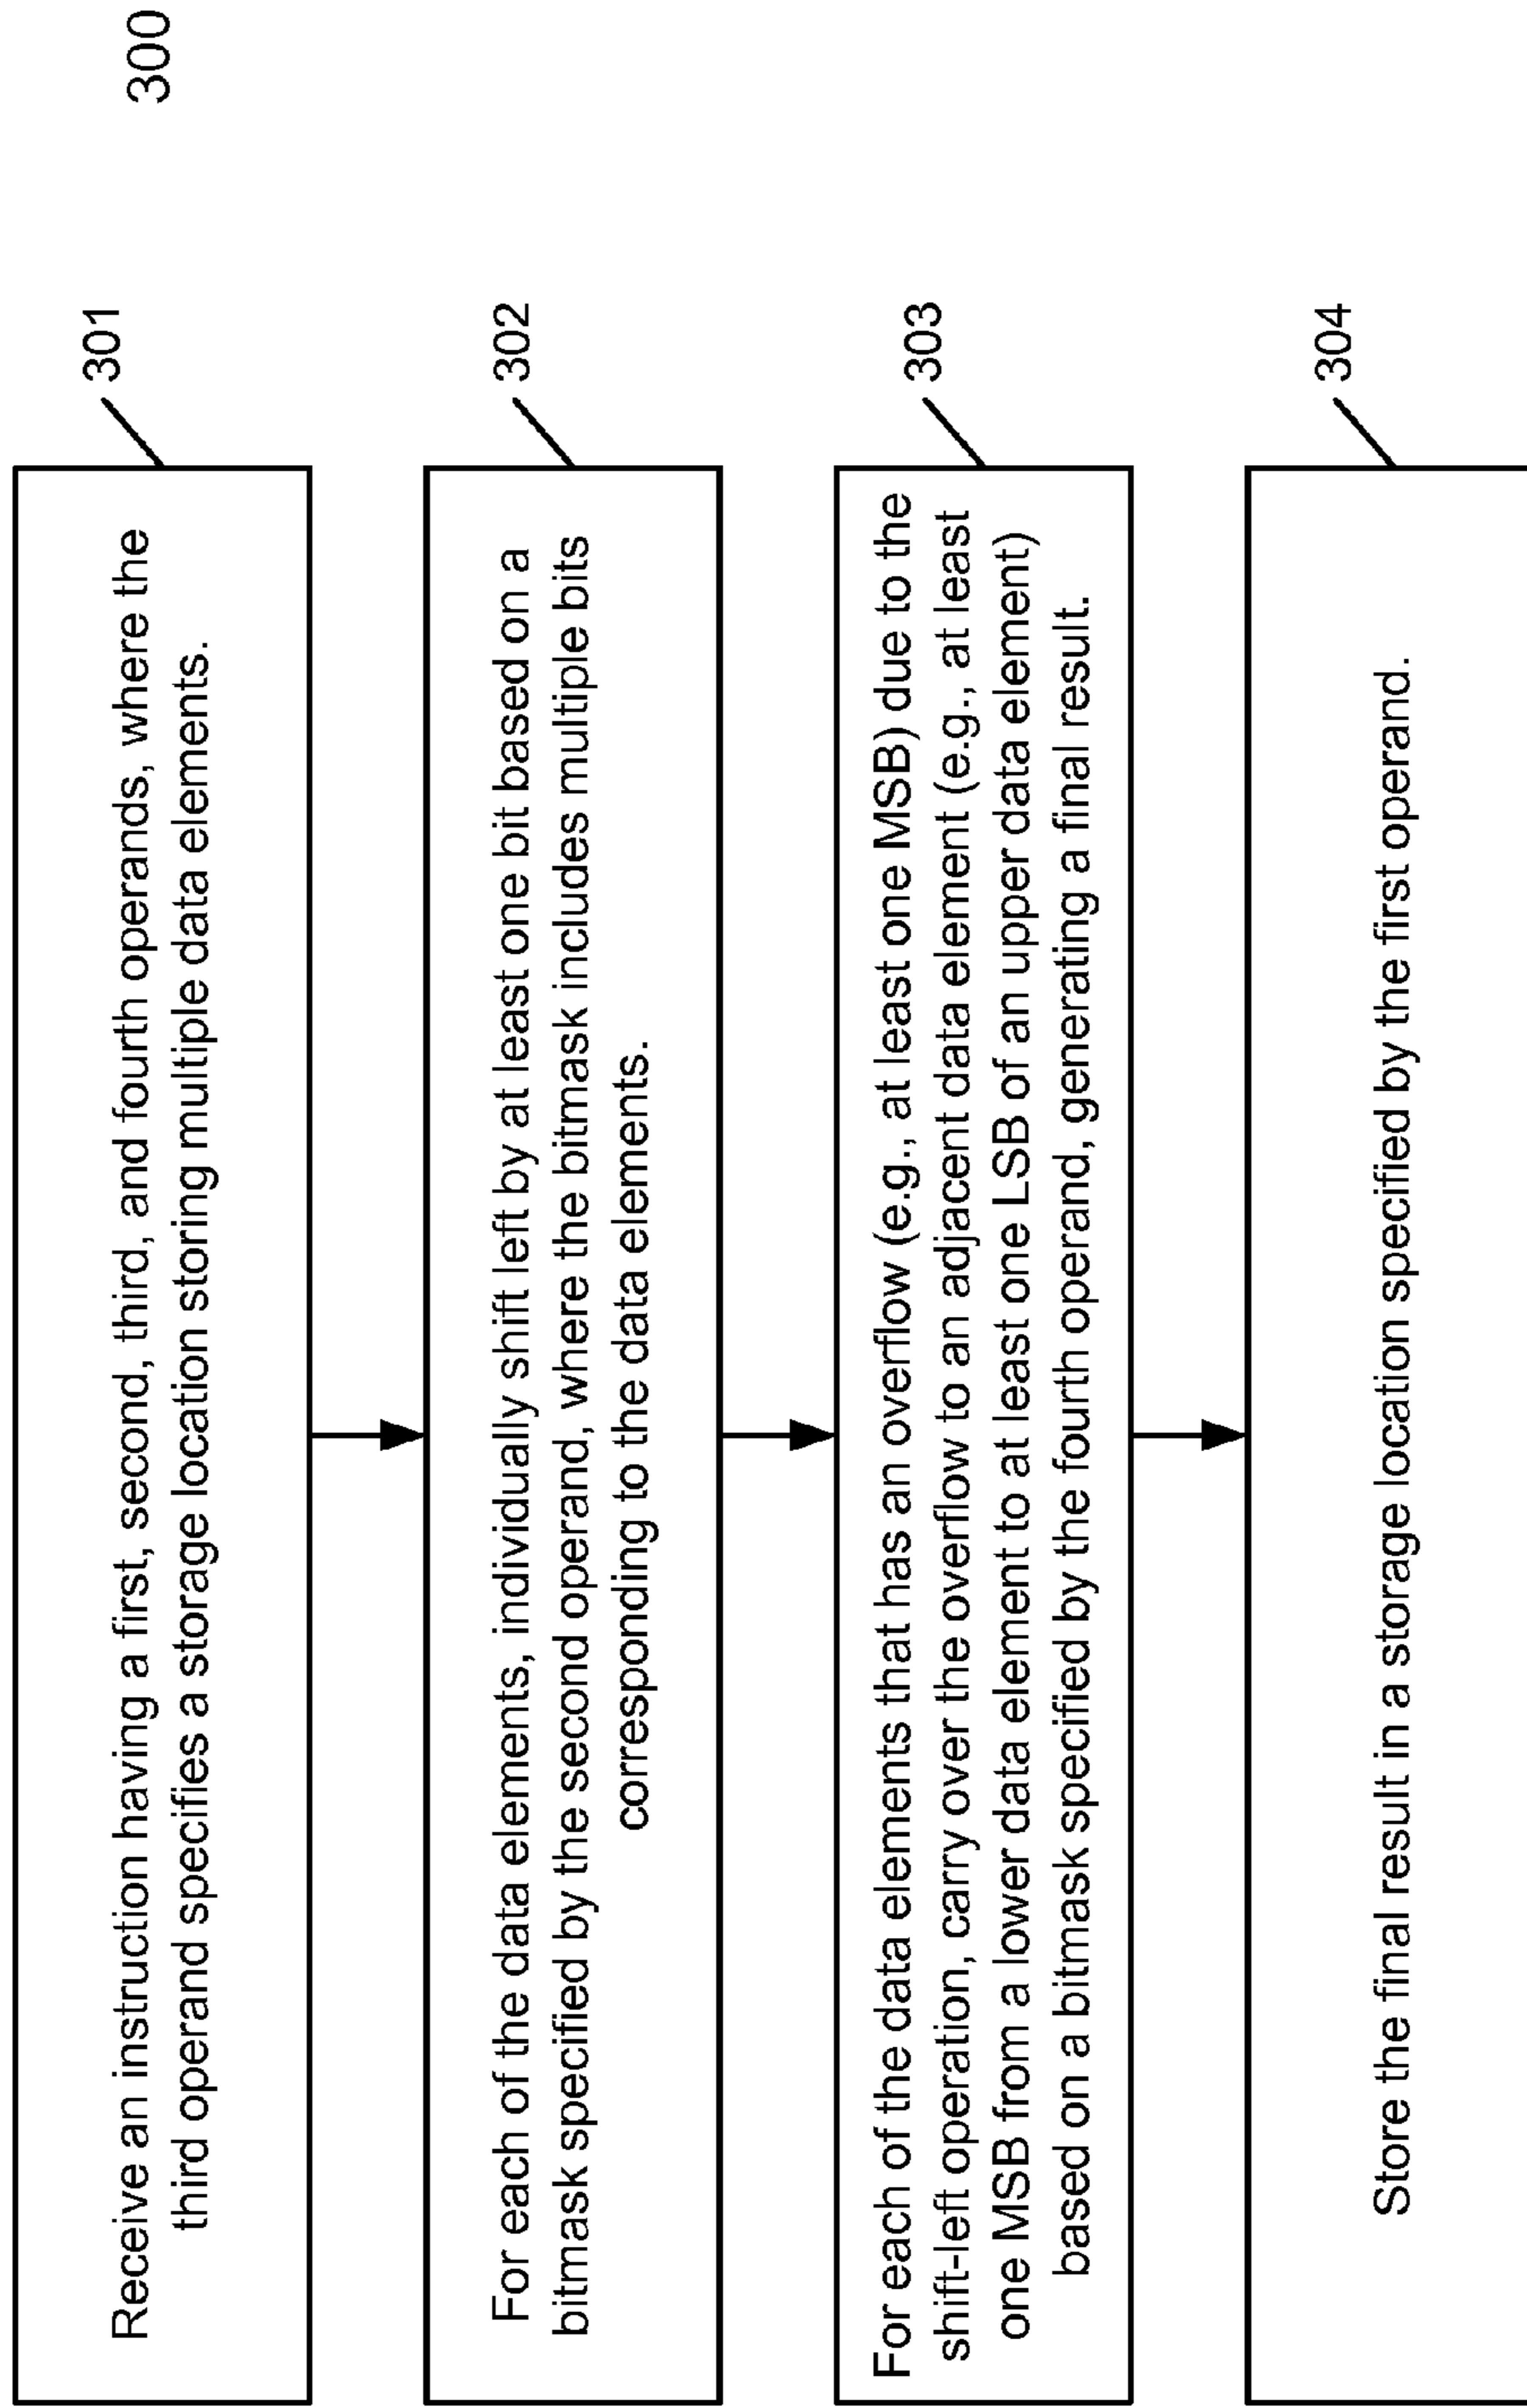 300
301
Receive an instruction having a first, second, third, and fourth operands, where the
third operand specifies a storage location storing multiple data elements.
302
For each of the data elements, individually shift left by at least one bit based on a
bitmask specified by the second operand, where the bitmask includes multiple bits
corresponding to the data elements.
303
For each of the data elements that has an overflow (e.g., at least one MSB) due to the
shift-left operation, carry over the overflow to an adjacent data element (e.g., at least
one MSB from a lower data element to at least one LSB of an upper data element)
based on a bitmask specified by the fourth operand, generating a final result.
304
Store the final result in a storage location specified by the first operand.